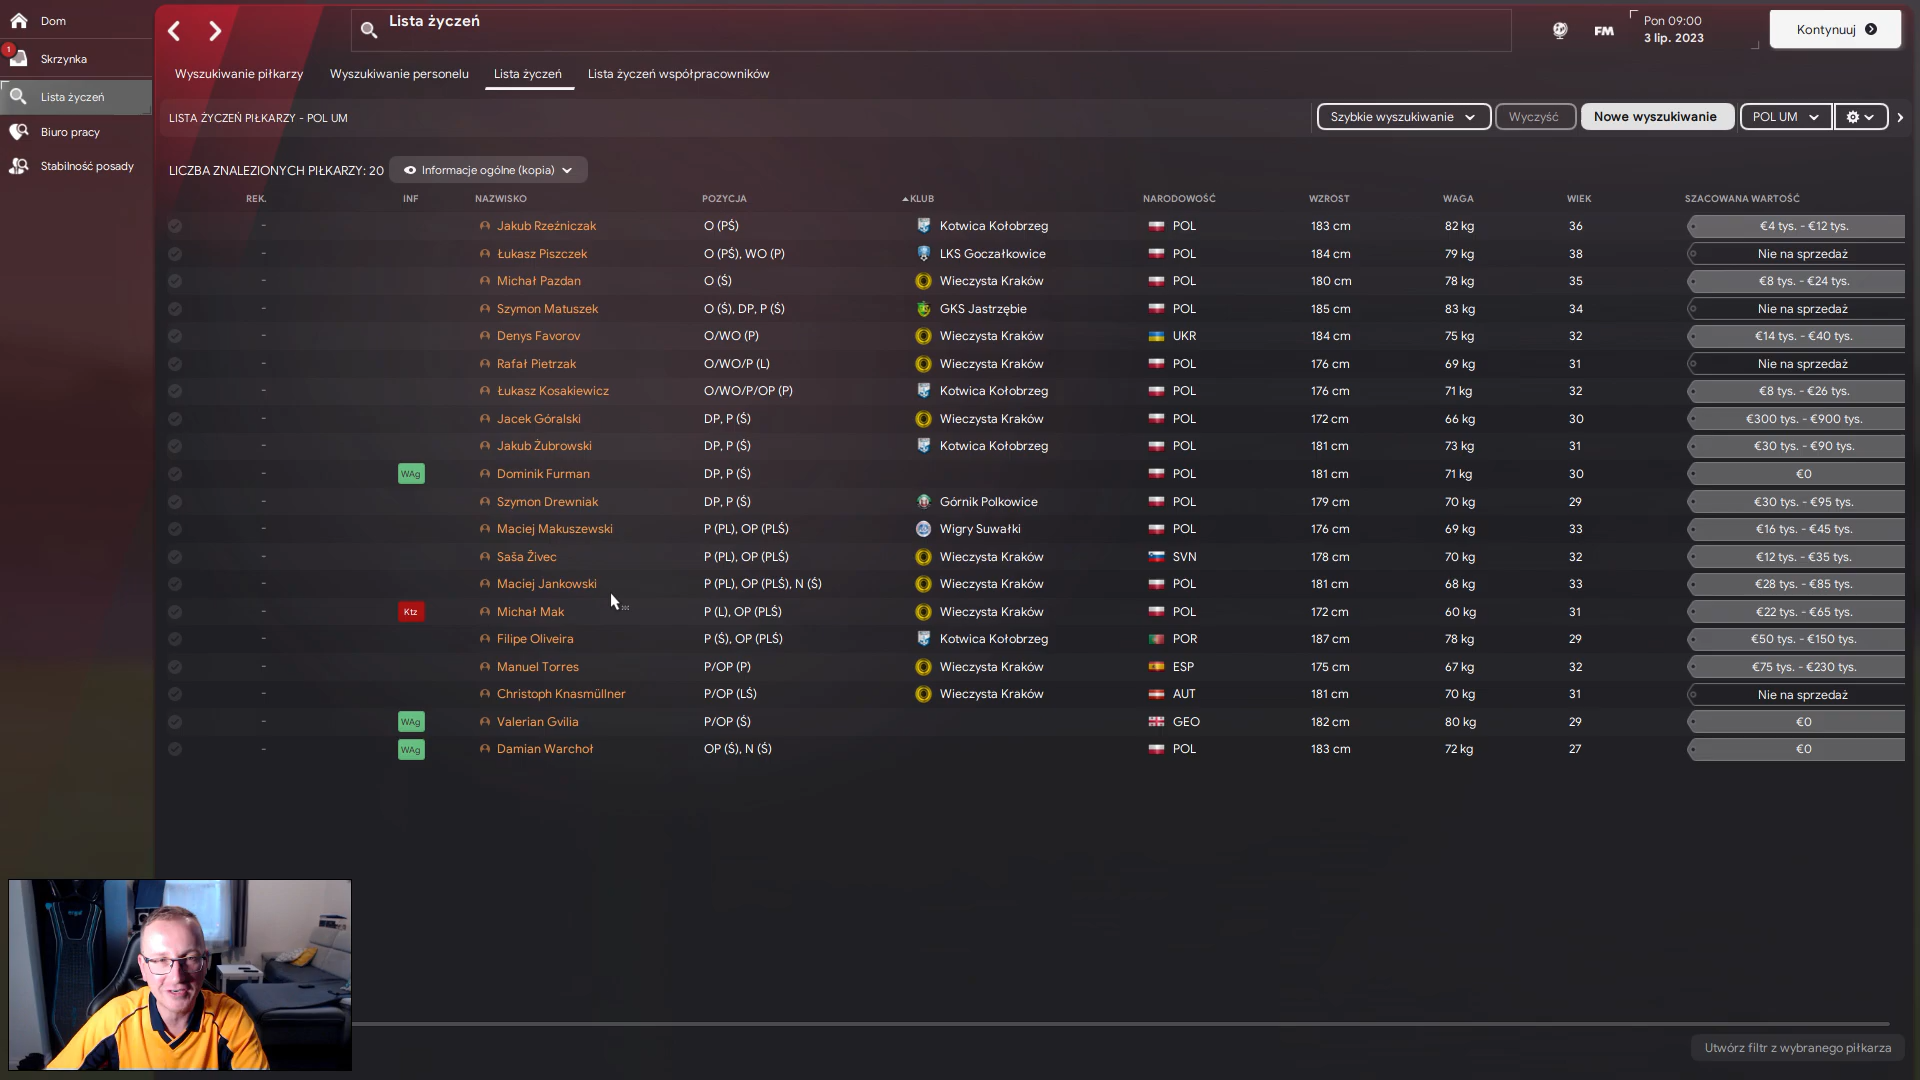 Dom
Lista życzeń
Pon 09:00
3 lip. 2023
FM
Kontynuuj
1
Skrzynka
Wyszukiwanie piłkarzy Wyszukiwanie personelu Lista życzeń Lista życzeń współpracowników
Lista życzeń
LISTA ŻYCZEŃ PIŁKARZY - POL UM
Szybkie wyszukiwanie Wyczyść Nowe wyszukiwanie POL UM
Biuro pracy
Stabilność posady
LICZBA ZNALEZIONYCH PIŁKARZY: 20 Informacje ogólne (kopia)
REK. INF NAZWISKO POZYCJA KLUB NARODOWOŚĆ WZROST WAGA WIEK SZACOWANA WARTOŚĆ
- Jakub Rzeźniczak O (PŚ) Kotwica Kołobrzeg POL 183 cm 82 kg 36 €4 tys. - €12 tys.
- Łukasz Piszczek O (PŚ), WO (P) LKS Goczałkowice POL 184 cm 79 kg 38 Nie na sprzedaż
- Michał Pazdan O (Ś) Wieczysta Kraków POL 180 cm 78 kg 35 €8 tys. - €24 tys.
- Szymon Matuszek O (Ś), DP, P (Ś) GKS Jastrzębie POL 185 cm 83 kg 34 Nie na sprzedaż
- Denys Favorov O/WO (P) Wieczysta Kraków UKR 184 cm 75 kg 32 €14 tys. - €40 tys.
- Rafał Pietrzak O/WO/P (L) Wieczysta Kraków POL 176 cm 69 kg 31 Nie na sprzedaż
- Łukasz Kosakiewicz O/WO/P/OP (P) Kotwica Kołobrzeg POL 176 cm 71 kg 32 €8 tys. - €26 tys.
- Jacek Góralski DP, P (Ś) Wieczysta Kraków POL 172 cm 66 kg 30 €300 tys. - €900 tys.
- Jakub Żubrowski DP, P (Ś) Kotwica Kołobrzeg POL 181 cm 73 kg 31 €30 tys. - €90 tys.
- WAg Dominik Furman DP, P (Ś) POL 181 cm 71 kg 30 €0
- Szymon Drewniak DP, P (Ś) Górnik Polkowice POL 179 cm 70 kg 29 €30 tys. - €95 tys.
- Maciej Makuszewski P (PL), OP (PLŚ) Wigry Suwałki POL 176 cm 69 kg 33 €16 tys. - €45 tys.
- Saša Živec P (PL), OP (PLŚ) Wieczysta Kraków SVN 178 cm 70 kg 32 €12 tys. - €35 tys.
- Maciej Jankowski P (PL), OP (PLŚ), N (Ś) Wieczysta Kraków POL 181 cm 68 kg 33 €28 tys. - €85 tys.
- Ktz Michał Mak P (L), OP (PLŚ) Wieczysta Kraków POL 172 cm 60 kg 31 €22 tys. - €65 tys.
- Filipe Oliveira P (Ś), OP (PLŚ) Kotwica Kołobrzeg POR 187 cm 78 kg 29 €50 tys. - €150 tys.
- Manuel Torres P/OP (P) Wieczysta Kraków ESP 175 cm 67 kg 32 €75 tys. - €230 tys.
- Christoph Knasmüllner P/OP (LŚ) Wieczysta Kraków AUT 181 cm 70 kg 31 Nie na sprzedaż
- WAg Valerian Gvilia P/OP (Ś) GEO 182 cm 80 kg 29 €0
- WAg Damian Warchoł OP (Ś), N (Ś) POL 183 cm 72 kg 27 €0
Utwórz filtr z wybranego piłkarza